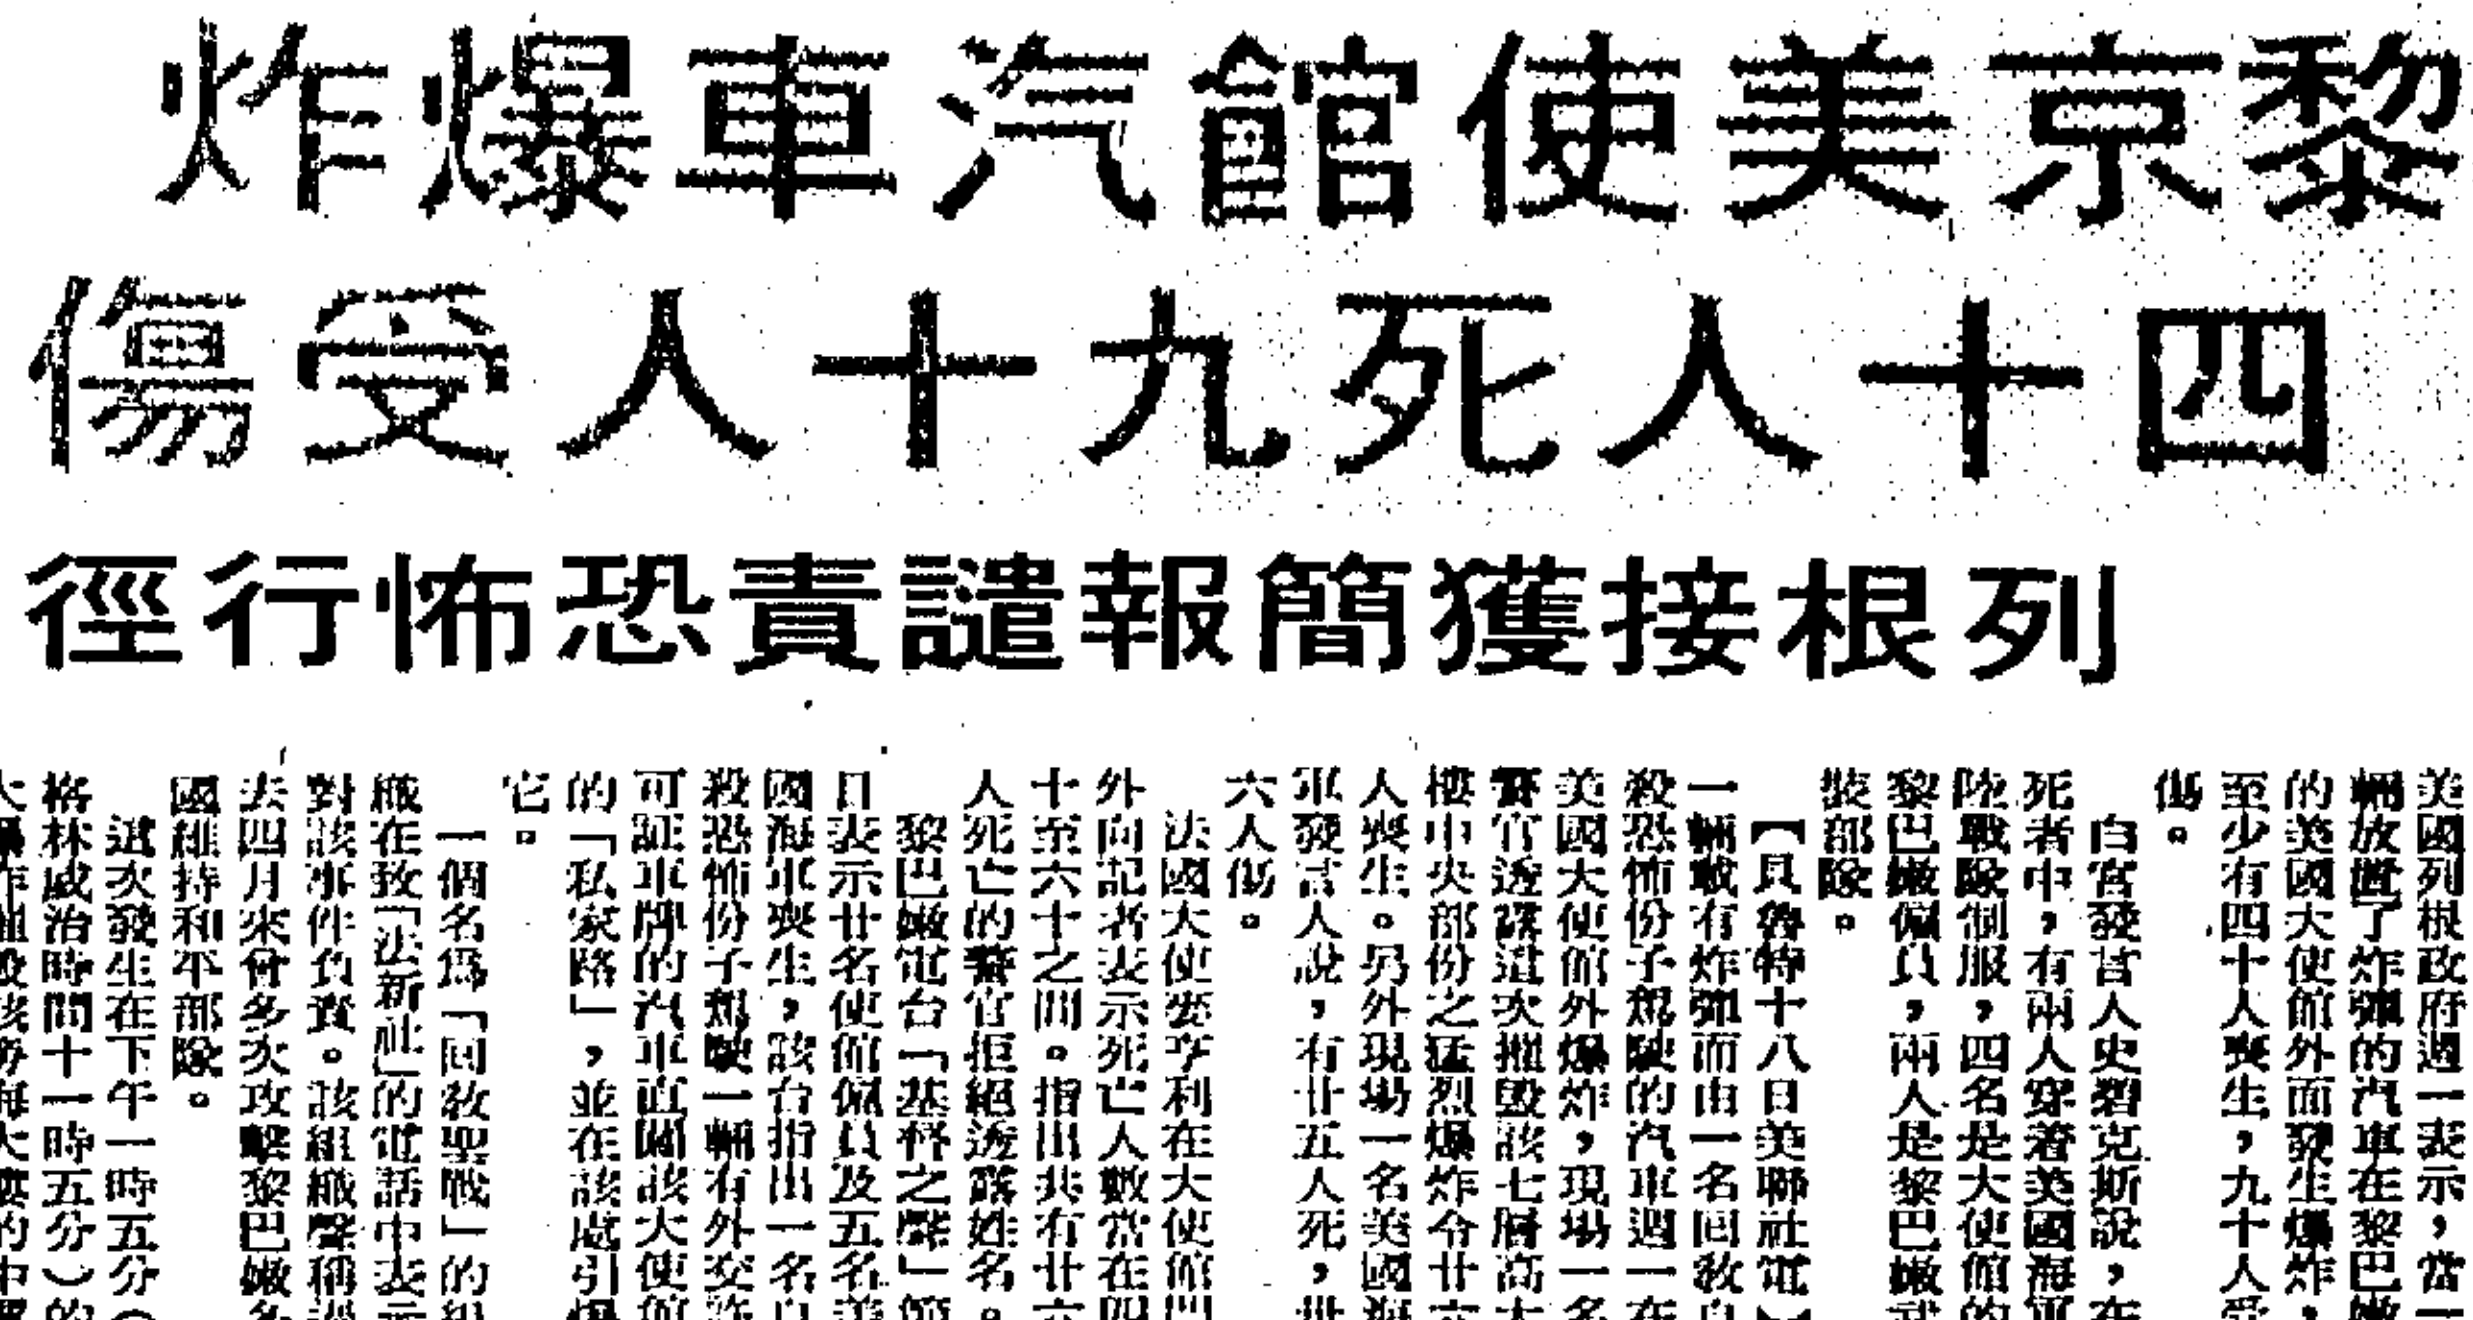 黎京美使館汽車爆炸
四十人死九十人受傷
列根接獲簡報譴責恐怖行徑
美國列根政府週一表示，當一
輛放置了炸彈的汽車在黎巴嫩
的美國大使館外面發生爆炸，
至少有四十人喪生，九十人受
傷。
白宮發言人史碧克斯說，在
死者中，有兩人穿着美國海軍
陸戰隊制服，四名是大使館的
黎巴嫩僱員，兩人是黎巴嫩武
裝部隊。
【貝魯特十八日美聯社電】
一輛載有炸彈而由一名回教自
殺恐怖份子駕駛的汽車週一在
美國大使館外爆炸，現場一名
警官透露這次摧毀該七層高大
樓中央部份之猛烈爆炸令廿六
人喪生。另外現場一名美國海
軍發言人說，有廿五人死，卅
六人傷。
法國大使麥亨利在大使館門
外向記者表示死亡人數當在四
十至六十之間。指出共有廿六
人死亡的警官拒絕透露姓名。
黎巴嫩電台「基督之聲」節
日表示廿名使館僱員及五名美
國海軍喪生，該台指出一名自
殺恐怖份子駕駛一輛有外交許
可証車牌的汽車直闖該大使館
的「私家路」，並在該處引爆
它。
一個名爲「回教聖戰」的組
織在致「法新社」的電話中表示
對該事件負責。該組織聲稱過
去四月來曾多次攻擊黎巴嫩多
國維持和平部隊。
這次發生在下午一時五分（
格林威治時間十一時五分）的
大爆炸摧毀該旁海大樓的中